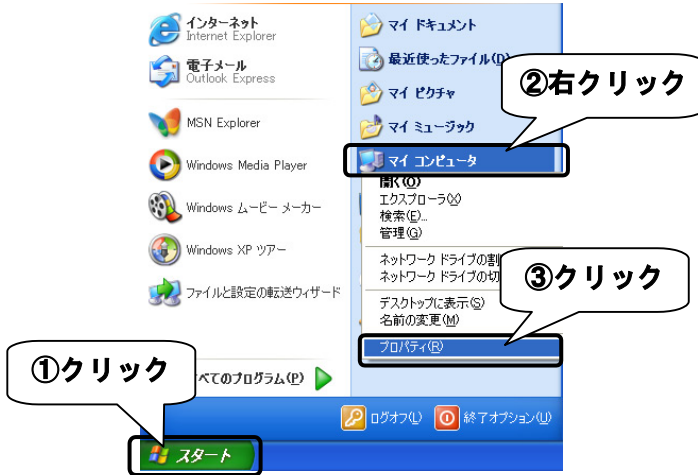 インターネット
Internet Explorer
電子メール
Outlook Express
MSN Explorer
Windows Media Player
Windows ムービー メーカー
Windows XP ツアー
ファイルと設定の転送ウィザード
べてのプログラム(P)
マイ ドキュメント
最近使ったファイル(D)
マイ ピクチャ
マイ ミュージック
マイ コンピュータ
②右クリック
開く(O)
エクスプローラ(X)
検索(E)...
管理(G)
ネットワーク ドライブの割
ネットワーク ドライブの切
デスクトップに表示(S)
名前の変更(M)
プロパティ(R)
③クリック
①クリック
ログオフ(L)
終了オプション(U)
スタート